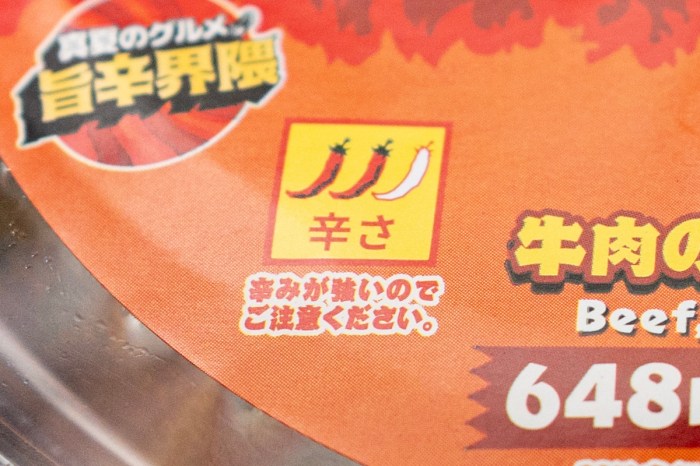 真夏のグルメ
旨辛界隈
辛さ
辛みが強いので
ご注意ください。
牛肉の
Beef,
648